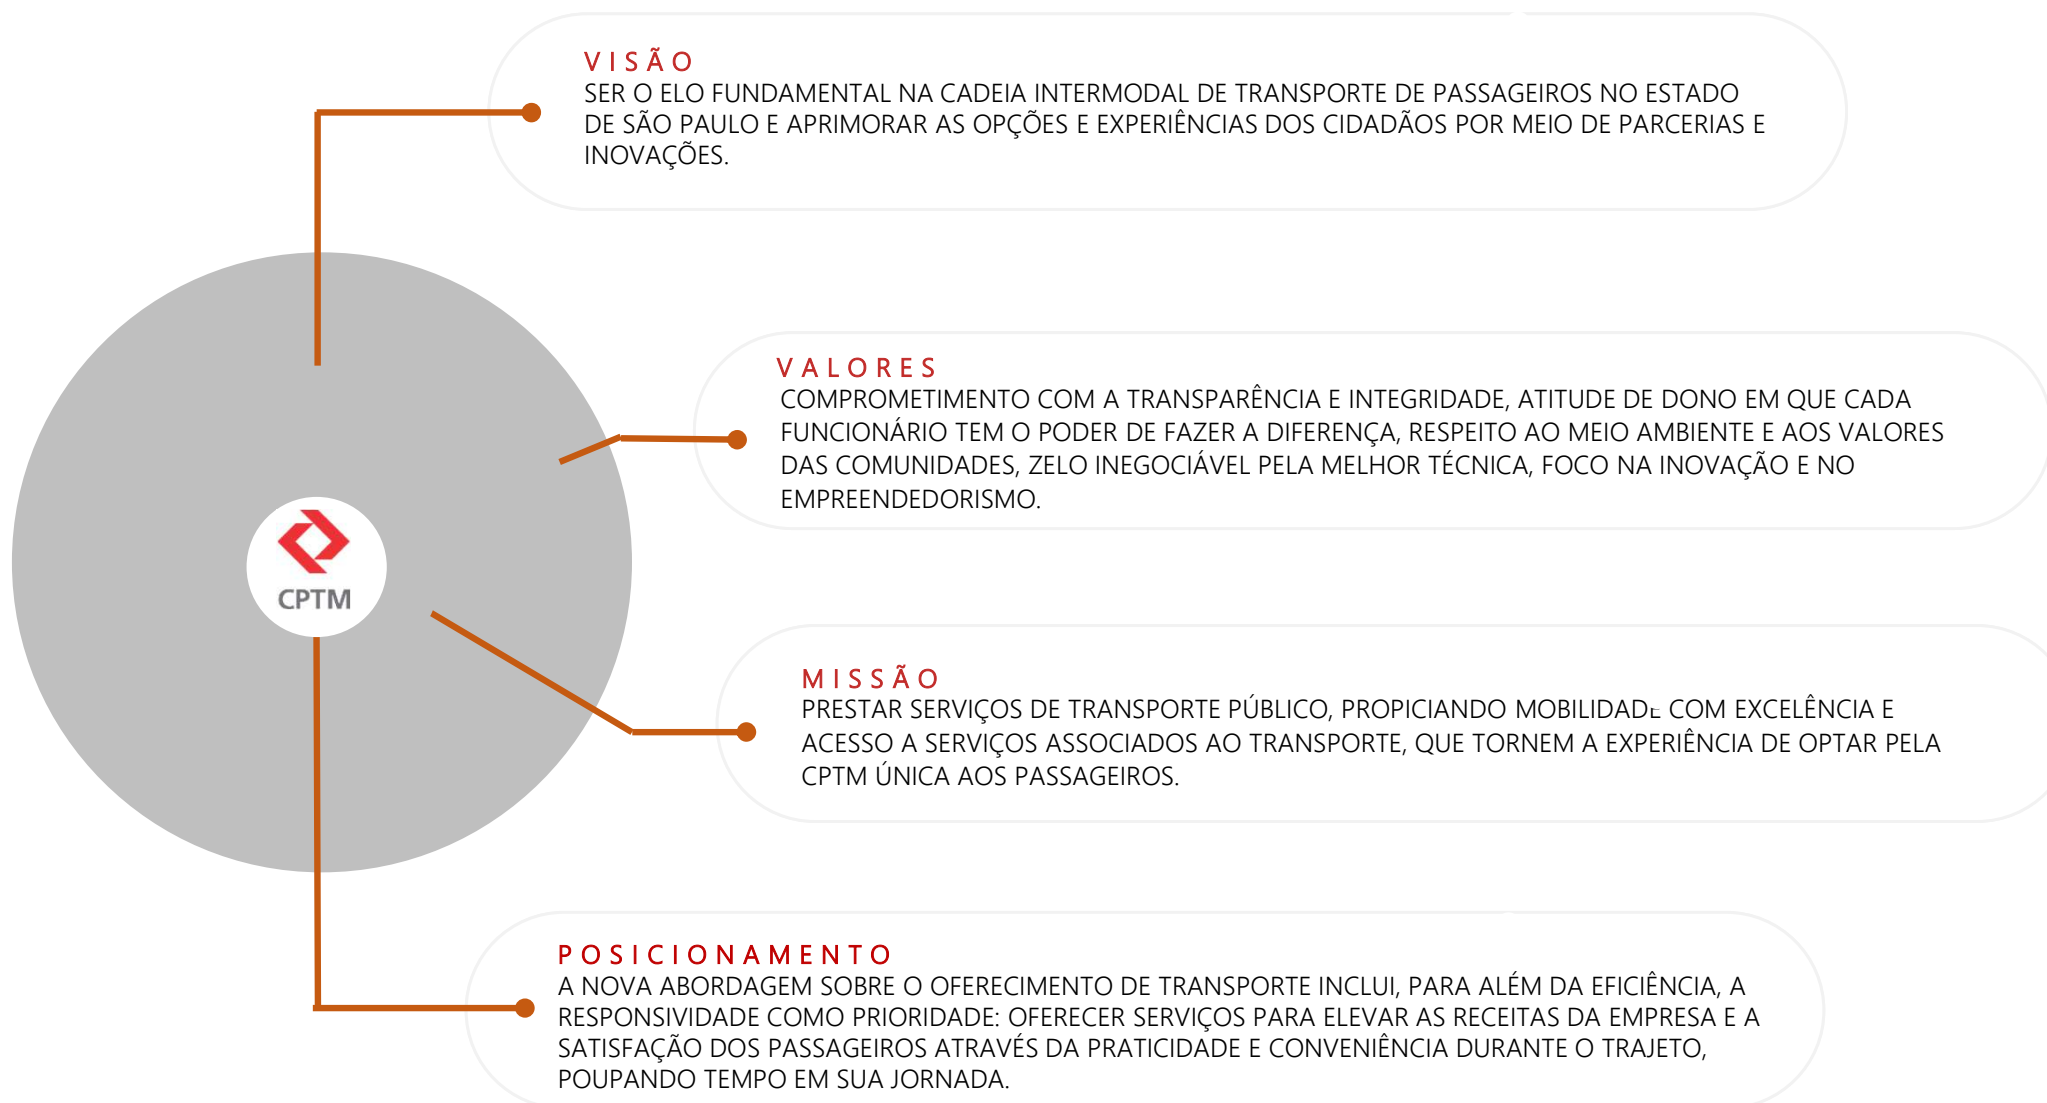 VISÃO
SER O ELO FUNDAMENTAL NA CADEIA INTERMODAL DE TRANSPORTE DE PASSAGEIROS NO ESTADO
DE SÃO PAULO E APRIMORAR AS OPÇÕES E EXPERIÊNCIAS DOS CIDADÃOS POR MEIO DE PARCERIAS E
INOVAÇÕES.
VALORES
COMPROMETIMENTO COM A TRANSPARÊNCIA E INTEGRIDADE, ATITUDE DE DONO EM QUE CADA
FUNCIONÁRIO TEM O PODER DE FAZER A DIFERENÇA, RESPEITO AO MEIO AMBIENTE E AOS VALORES
DAS COMUNIDADES, ZELO INEGOCIÁVEL PELA MELHOR TÉCNICA, FOCO NA INOVAÇÃO E NO
EMPREENDEDORISMO.
CPTM
MISSÃO
PRESTAR SERVIÇOS DE TRANSPORTE PÚBLICO, PROPICIANDO MOBILIDADE COM EXCELÊNCIA E
ACESSO A SERVIÇOS ASSOCIADOS AO TRANSPORTE, QUE TORNEM A EXPERIÊNCIA DE OPTAR PELA
CPTM ÚNICA AOS PASSAGEIROS.
POSICIONAMENTO
A NOVA ABORDAGEM SOBRE O OFERECIMENTO DE TRANSPORTE INCLUI, PARA ALÉM DA EFICIÊNCIA, A
RESPONSIVIDADE COMO PRIORIDADE: OFERECER SERVIÇOS PARA ELEVAR AS RECEITAS DA EMPRESA E A
SATISFAÇÃO DOS PASSAGEIROS ATRAVÉS DA PRATICIDADE E CONVENIÊNCIA DURANTE O TRAJETO,
POUPANDO TEMPO EM SUA JORNADA.